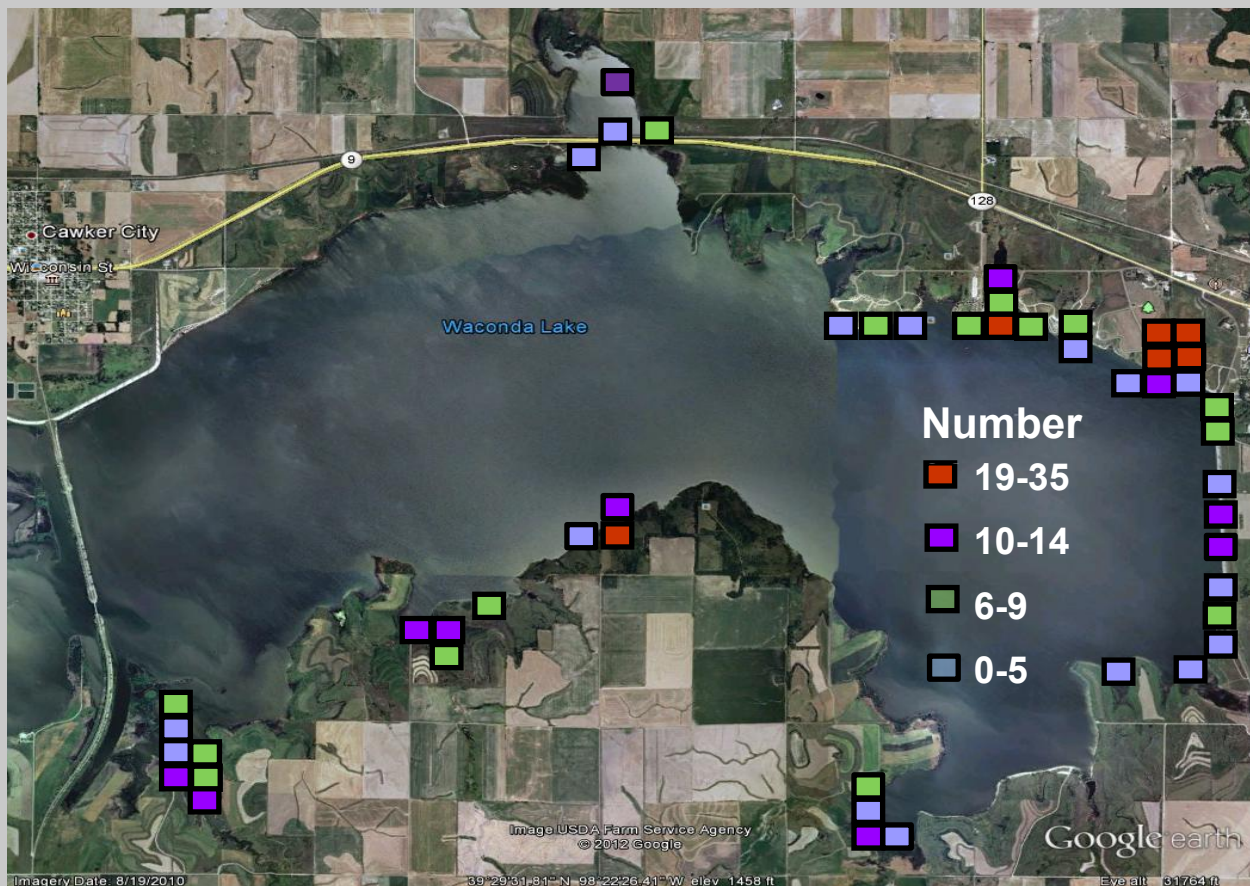 9
128
Cawker City
Wisconsin St
Waconda Lake
Number
19-35
10-14
6-9
0-5
Image USDA Farm Service Agency
© 2012 Google
Google earth
Imagery Date: 8/19/2010
39°29'31.81" N 98°22'26.41" W elev 1458 ft
Eye alt 31764 ft